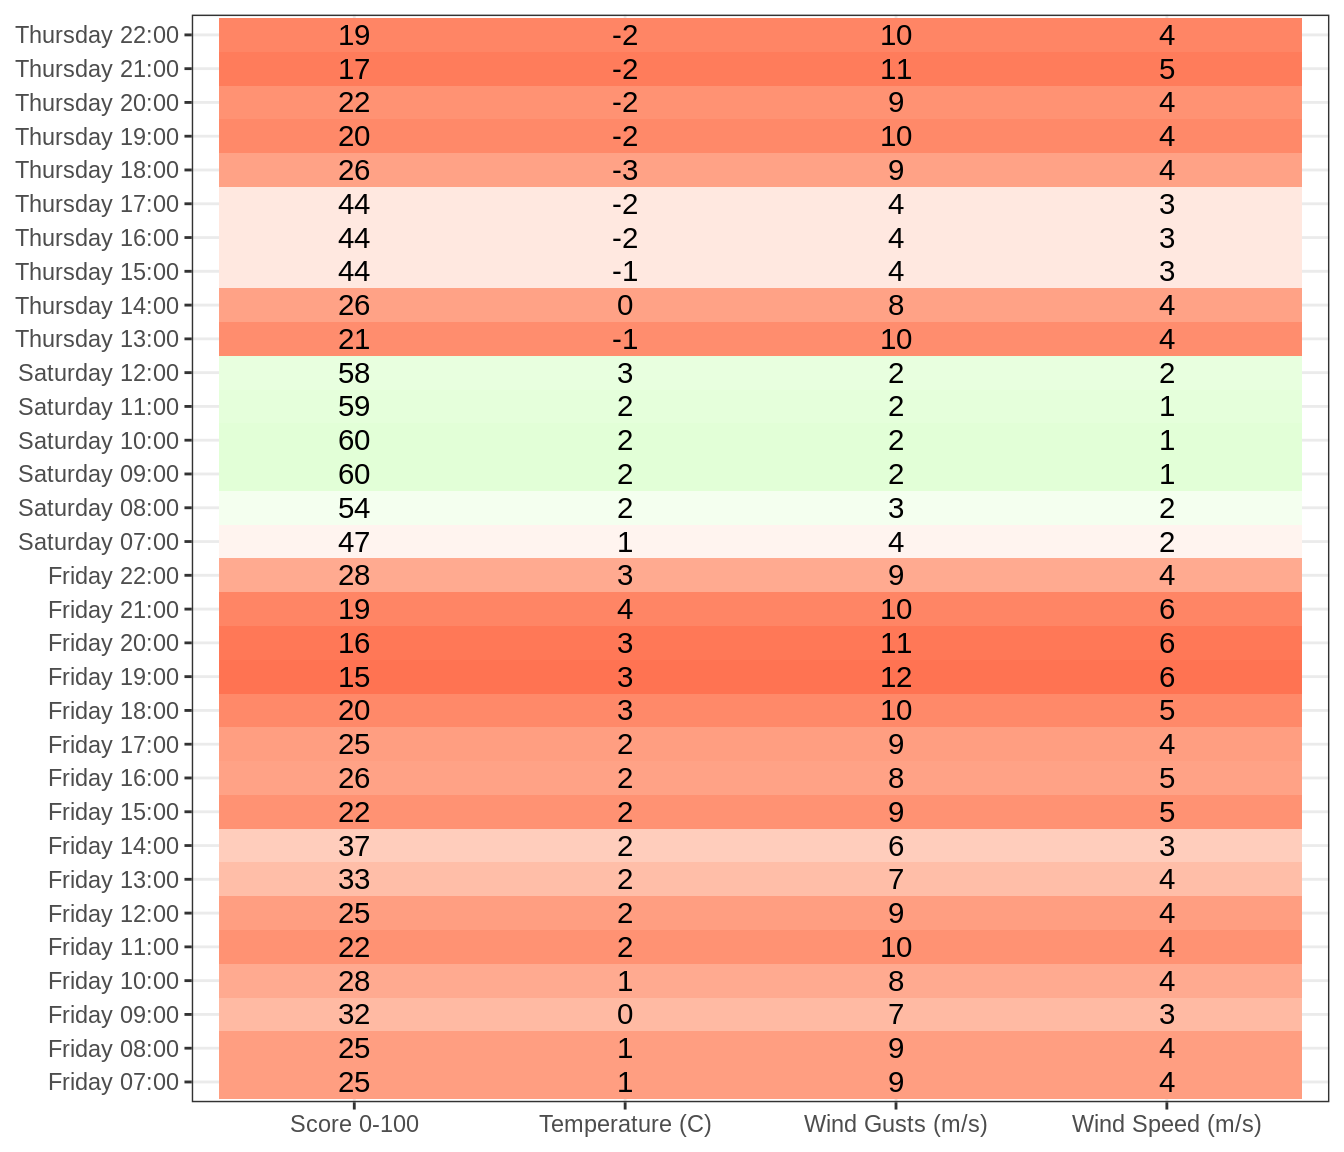 Thursday 22:00 19 -2 10 4
Thursday 21:00 17 -2 11 5
Thursday 20:00 22 -2 9 4
Thursday 19:00 20 -2 10 4
Thursday 18:00 26 -3 9 4
Thursday 17:00 44 -2 4 3
Thursday 16:00 44 -2 4 3
Thursday 15:00 44 -1 4 3
Thursday 14:00 26 0 8 4
Thursday 13:00 21 -1 10 4
Saturday 12:00 58 3 2 2
Saturday 11:00 59 2 2 1
Saturday 10:00 60 2 2 1
Saturday 09:00 60 2 2 1
Saturday 08:00 54 2 3 2
Saturday 07:00 47 1 4 2
Friday 22:00 28 3 9 4
Friday 21:00 19 4 10 6
Friday 20:00 16 3 11 6
Friday 19:00 15 3 12 6
Friday 18:00 20 3 10 5
Friday 17:00 25 2 9 4
Friday 16:00 26 2 8 5
Friday 15:00 22 2 9 5
Friday 14:00 37 2 6 3
Friday 13:00 33 2 7 4
Friday 12:00 25 2 9 4
Friday 11:00 22 2 10 4
Friday 10:00 28 1 8 4
Friday 09:00 32 0 7 3
Friday 08:00 25 1 9 4
Friday 07:00 25 1 9 4
Score 0-100 Temperature (C) Wind Gusts (m/s) Wind Speed (m/s)